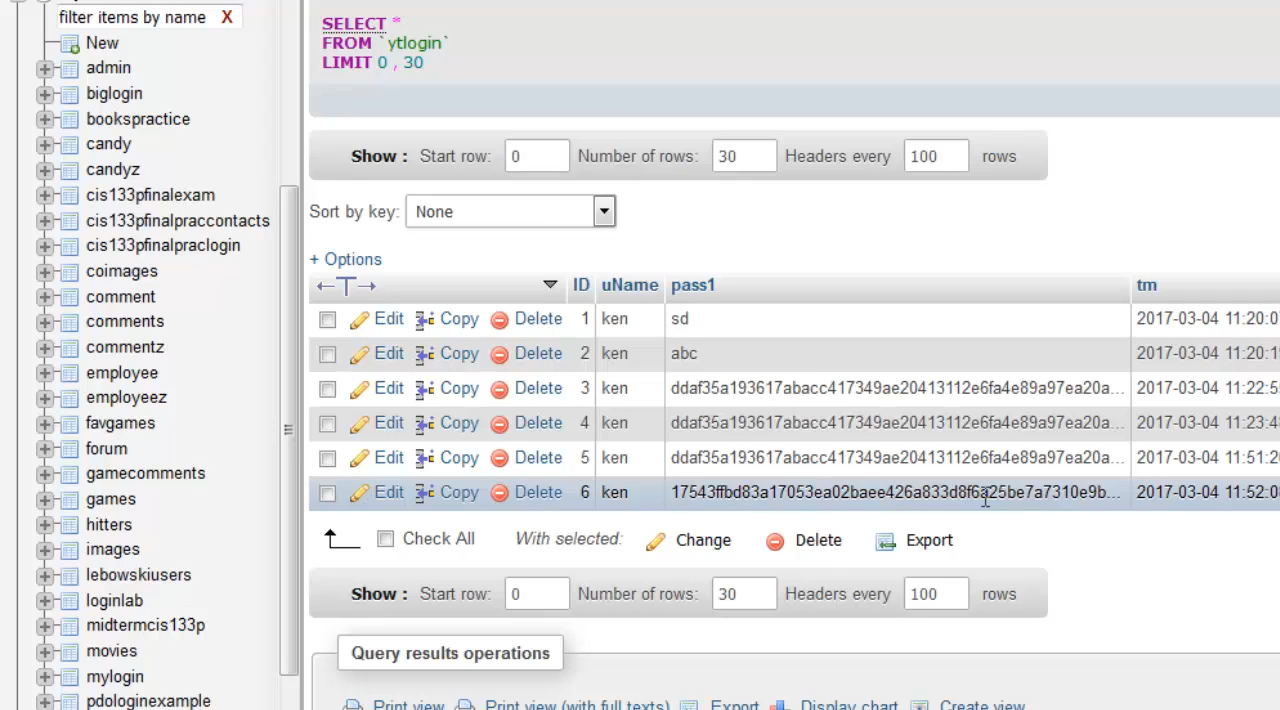 filter items by name X
New
admin
biglogin
bookspractice
candy
candyz
cis133pfinalexam
cis133pfinalpraccontacts
cis133pfinalpraclogin
coimages
comment
comments
commentz
employee
employeez
favgames
forum
gamecomments
games
hitters
images
lebowskiusers
loginlab
midtermcis133p
movies
mylogin
pdologinexample
SELECT *
FROM `ytlogin`
LIMIT 0 , 30
Show : Start row: 0 Number of rows: 30 Headers every 100 rows
Sort by key: None
+ Options
←T→ ID uName pass1 tm
Edit Copy Delete 1 ken sd 2017-03-04 11:20:0
Edit Copy Delete 2 ken abc 2017-03-04 11:20:1
Edit Copy Delete 3 ken ddaf35a193617abacc417349ae20413112e6fa4e89a97ea20a... 2017-03-04 11:22:5
Edit Copy Delete 4 ken ddaf35a193617abacc417349ae20413112e6fa4e89a97ea20a... 2017-03-04 11:23:4
Edit Copy Delete 5 ken ddaf35a193617abacc417349ae20413112e6fa4e89a97ea20a... 2017-03-04 11:51:2
Edit Copy Delete 6 ken 17543ffbd83a17053ea02baee426a833d8f6a25be7a7310e9b... 2017-03-04 11:52:0
Check All With selected: Change Delete Export
Show : Start row: 0 Number of rows: 30 Headers every 100 rows
Query results operations
Print view Print view (with full texts) Export Display chart Create view